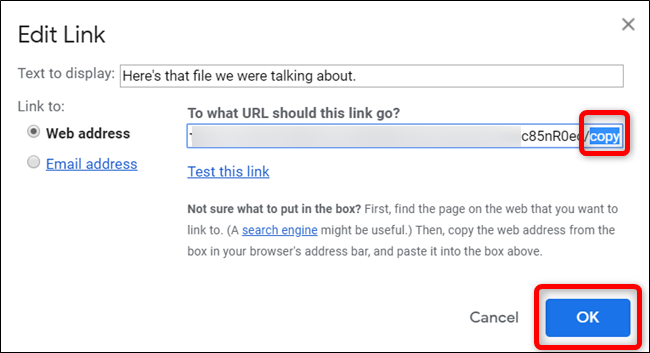 Edit Link
Text to display: Here's that file we were talking about.
Link to:
To what URL should this link go?
Web address
c85nR0ec/copy
Email address
Test this link
Not sure what to put in the box? First, find the page on the web that you want to
link to. (A search engine might be useful.) Then, copy the web address from the
box in your browser's address bar, and paste it into the box above.
Cancel
OK